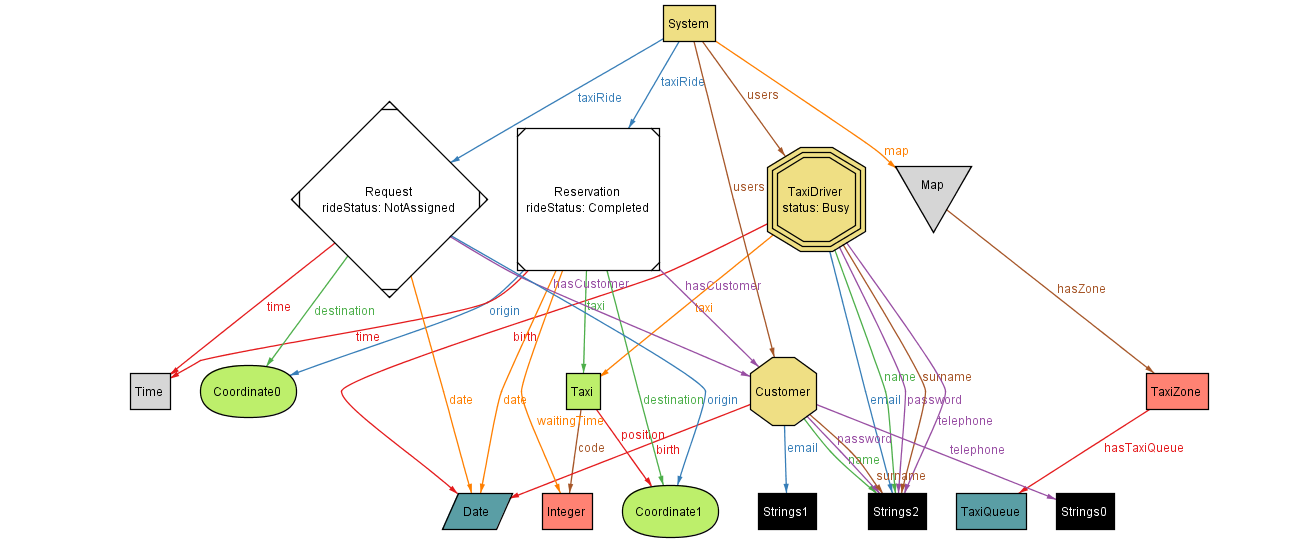 System
taxiRide
taxiRide
users
map
users
Request
rideStatus: NotAssigned
Reservation
rideStatus: Completed
TaxiDriver
status: Busy
Map
hasCustomer
hasCustomer
hasZone
time
destination
origin
taxi
taxi
time
birth
Time
Coordinate0
Taxi
Customer
TaxiZone
name
surname
date
date
destination
origin
email
password
waitingTime
telephone
position
code
birth
email
password
name
surname
telephone
hasTaxiQueue
Date
Integer
Coordinate1
Strings1
Strings2
TaxiQueue
Strings0